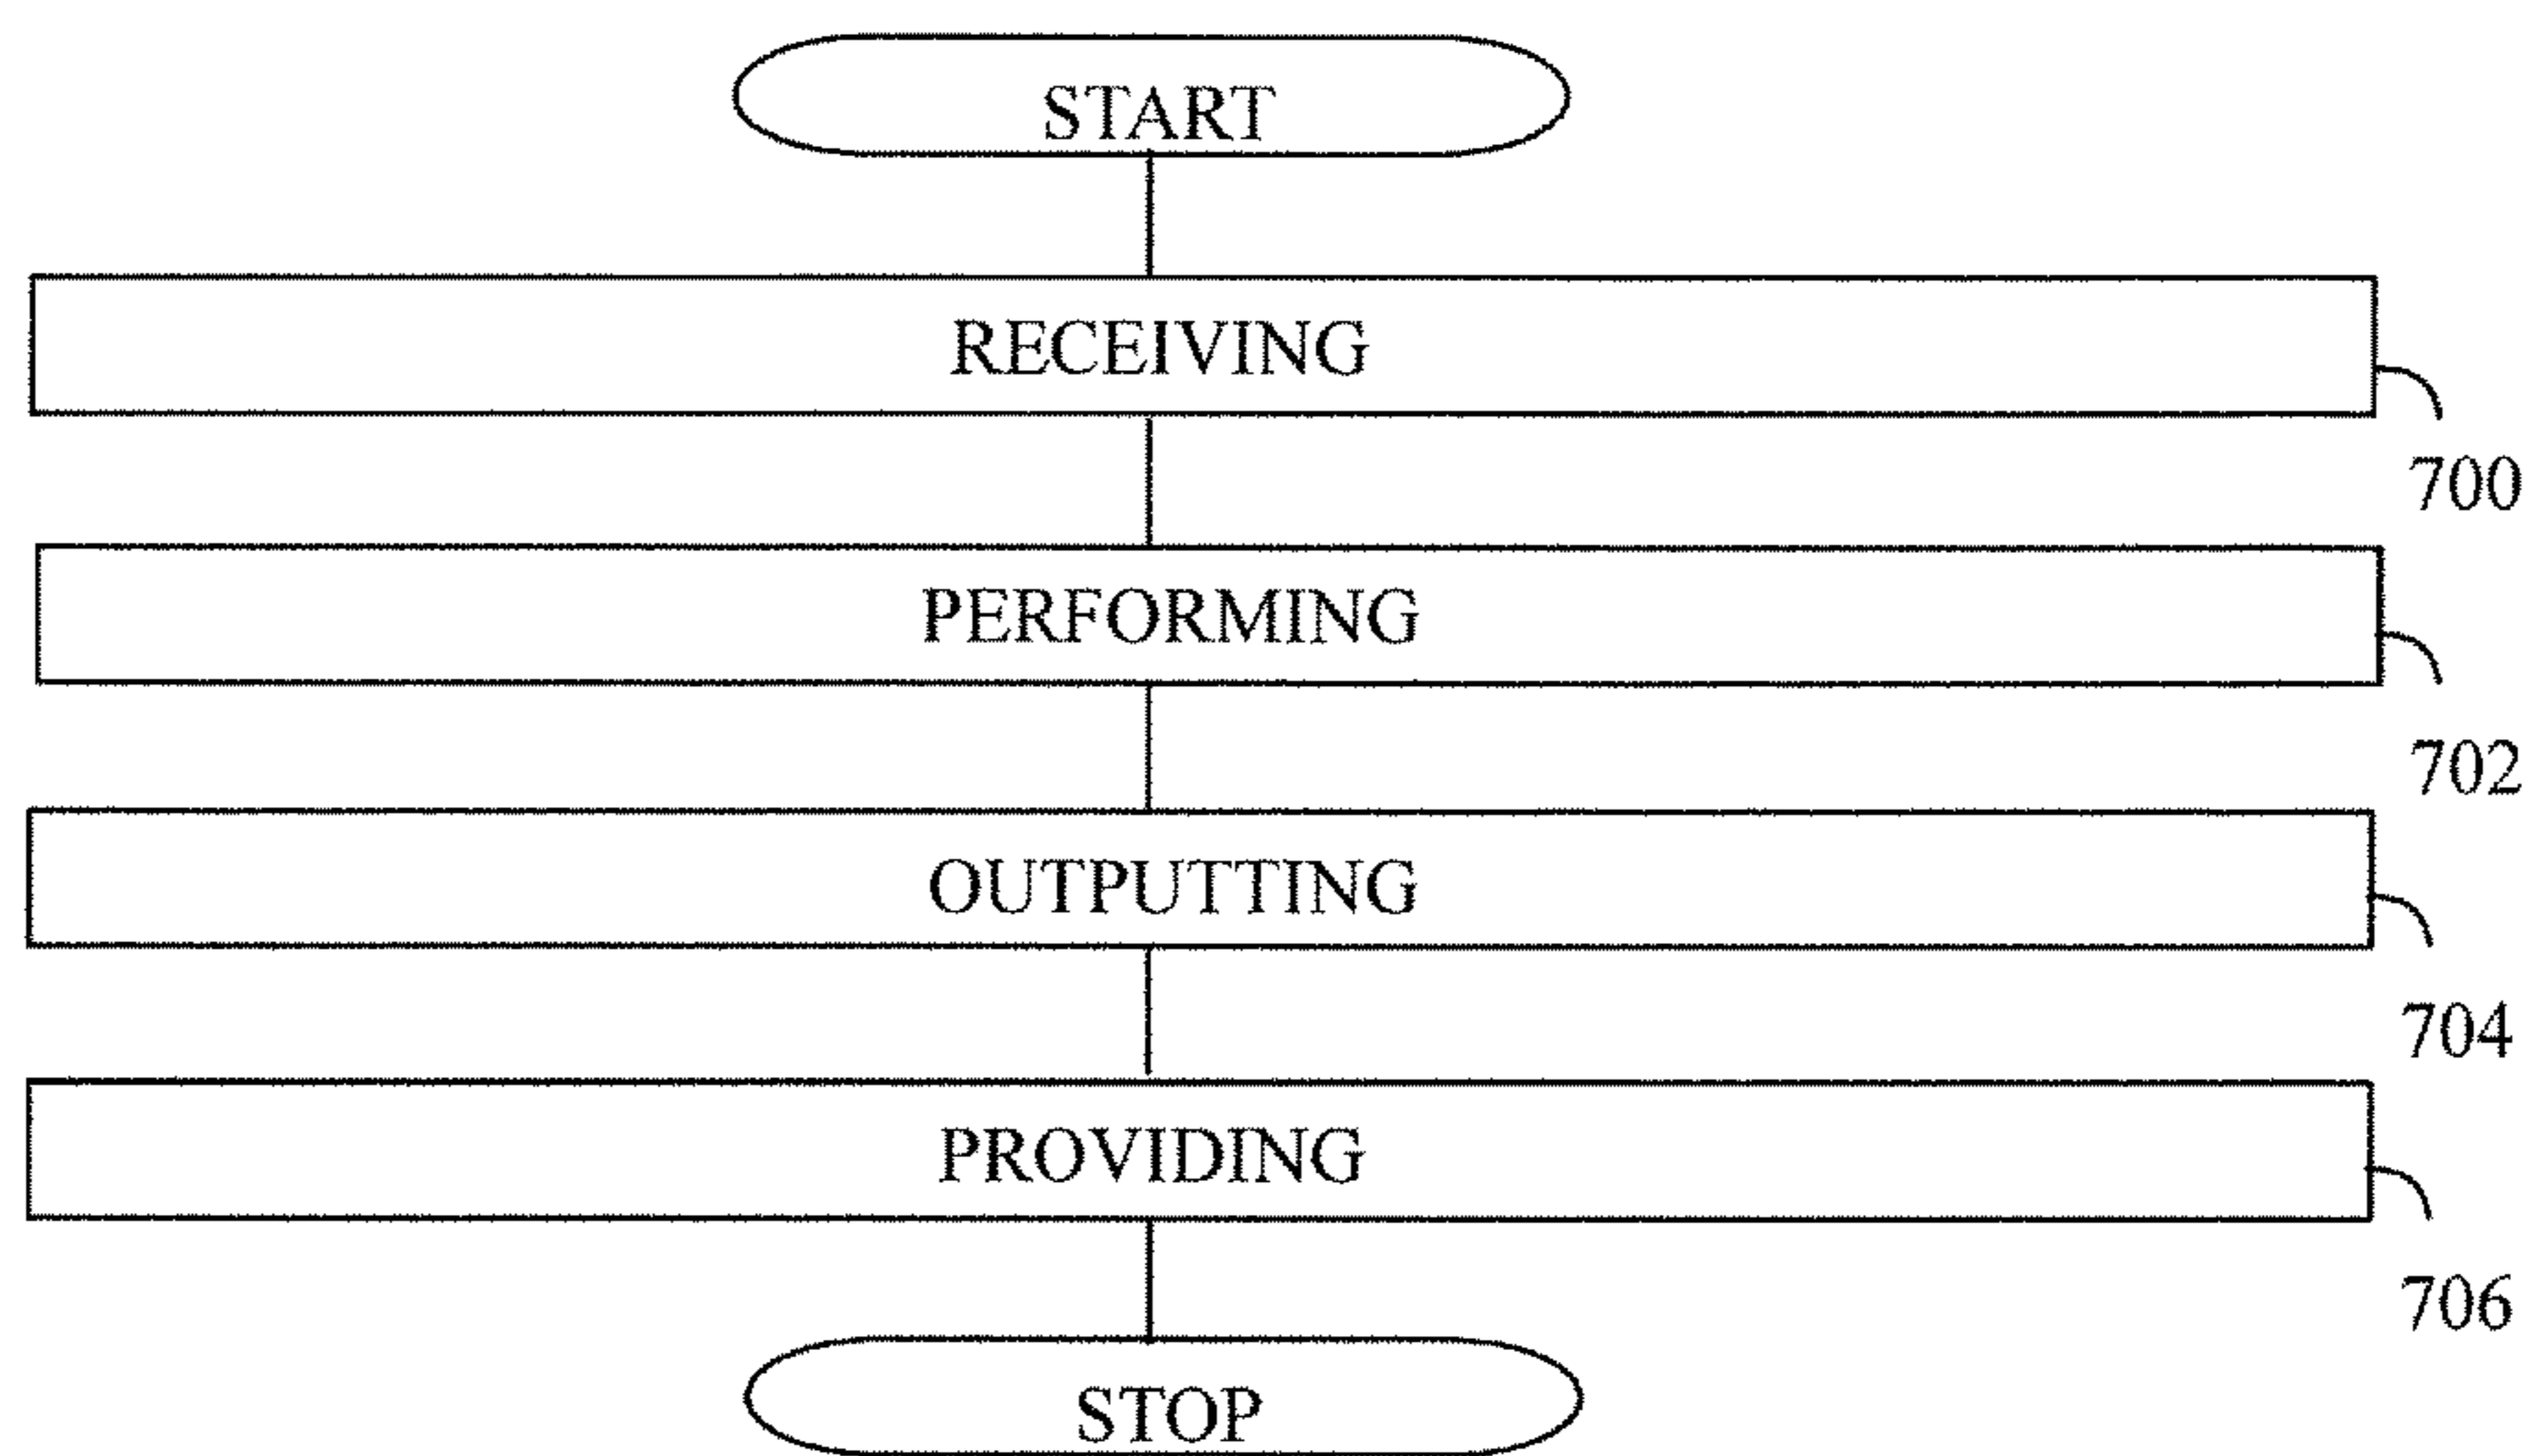 START
RECEIVING
700
PERFORMING
702
OUTPUTTING
704
PROVIDING
706
STOP